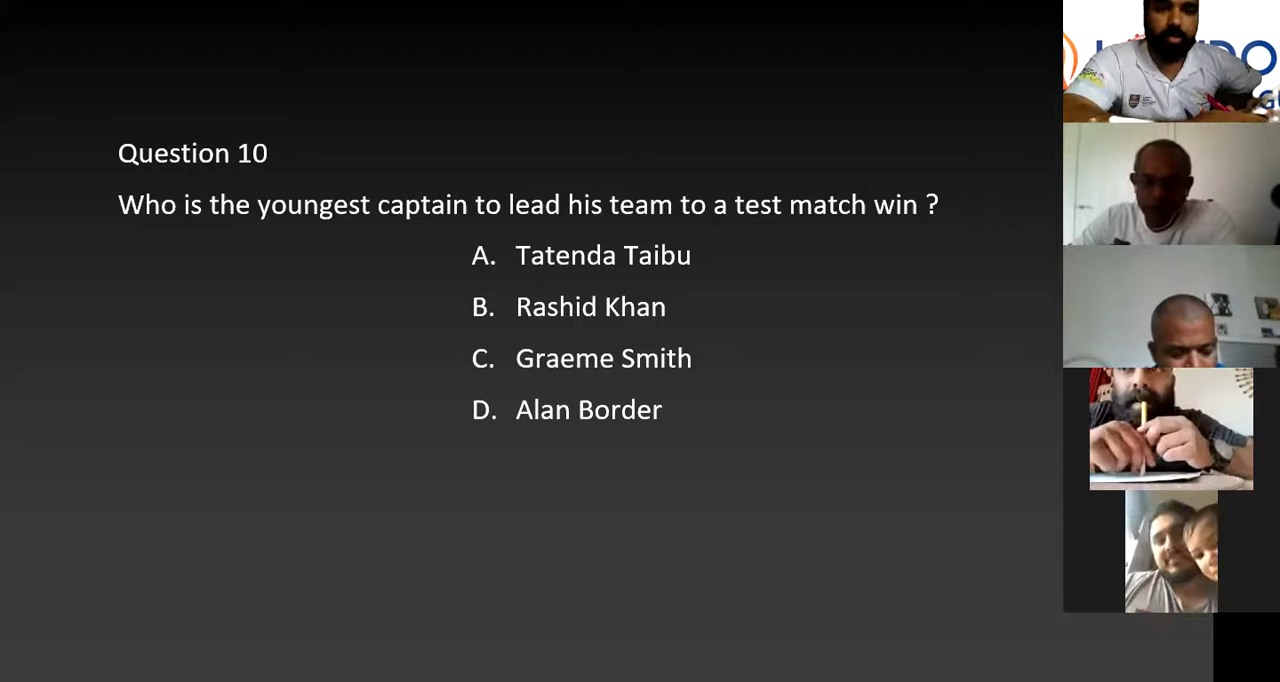 Question 10
Who is the youngest captain to lead his team to a test match win ?
A. Tatenda Taibu
B. Rashid Khan
C. Graeme Smith
D. Alan Border